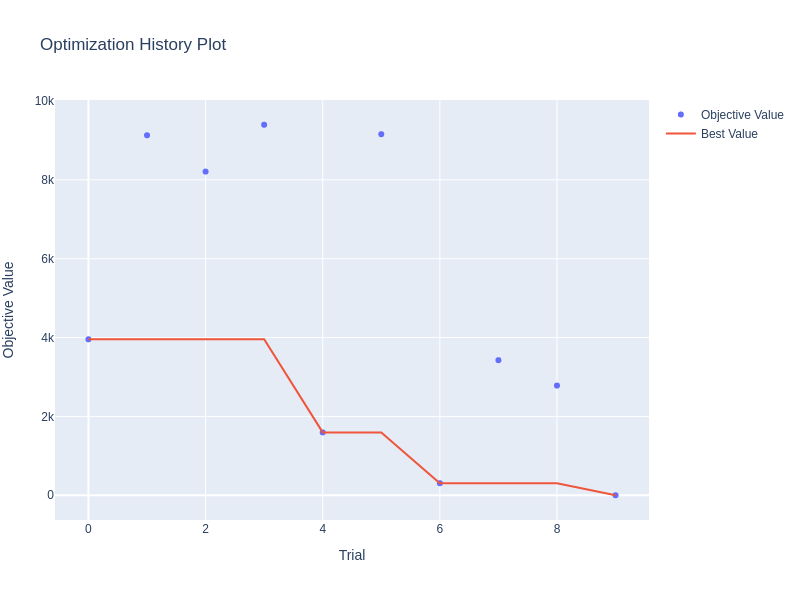 Optimization History Plot
10k
8k
6k
4k
2k
0
Objective Value
0 2 4 6 8
Trial
Objective Value
Best Value